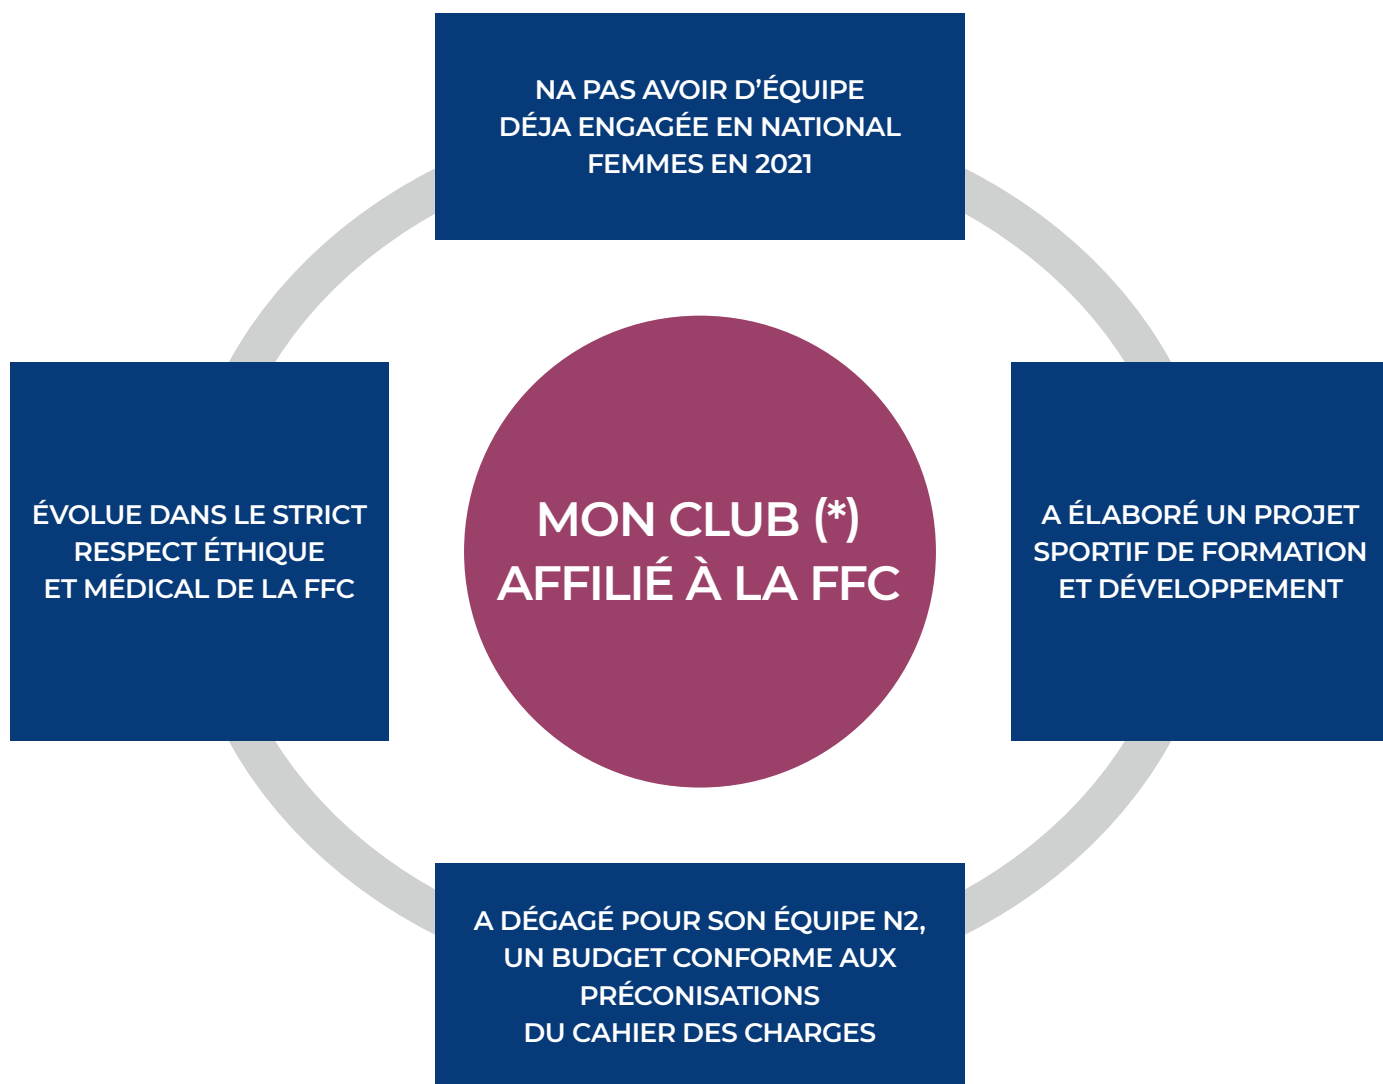 NA PAS AVOIR D’ÉQUIPE
DÉJA ENGAGÉE EN NATIONAL
FEMMES EN 2021
ÉVOLUE DANS LE STRICT
RESPECT ÉTHIQUE
ET MÉDICAL DE LA FFC
MON CLUB (*)
AFFILIÉ À LA FFC
A ÉLABORÉ UN PROJET
SPORTIF DE FORMATION
ET DÉVELOPPEMENT
A DÉGAGÉ POUR SON ÉQUIPE N2,
UN BUDGET CONFORME AUX
PRÉCONISATIONS
DU CAHIER DES CHARGES